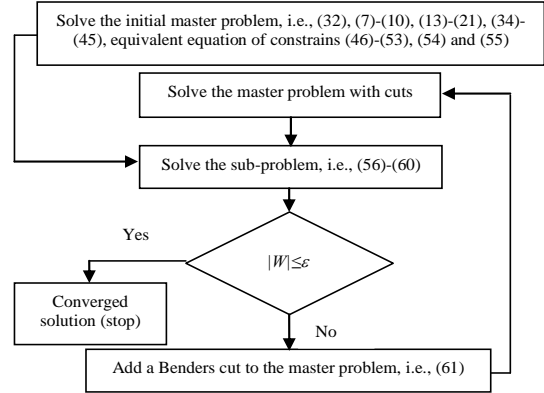 Solve the initial master problem, i.e., (32), (7)-(10), (13)-(21), (34)-
(45), equivalent equation of constrains (46)-(53), (54) and (55)
Solve the master problem with cuts
Solve the sub-problem, i.e., (56)-(60)
Yes
|W|≤ε
Converged
solution (stop)
No
Add a Benders cut to the master problem, i.e., (61)